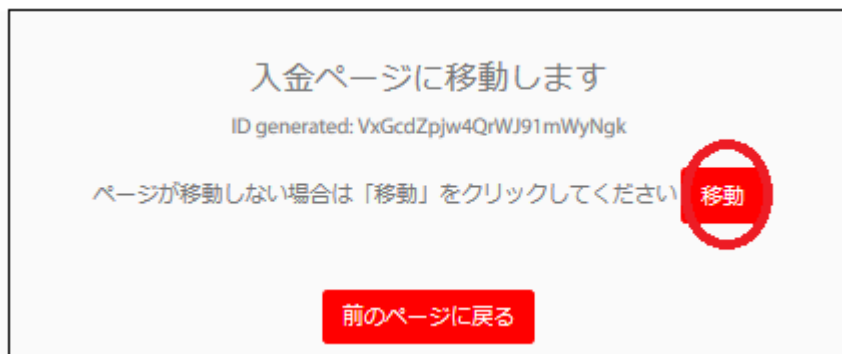 入金ページに移動します
ID generated: VxGcdZpjw4QrWJ91mWyNgk
ページが移動しない場合は「移動」をクリックしてください 移動
前のページに戻る